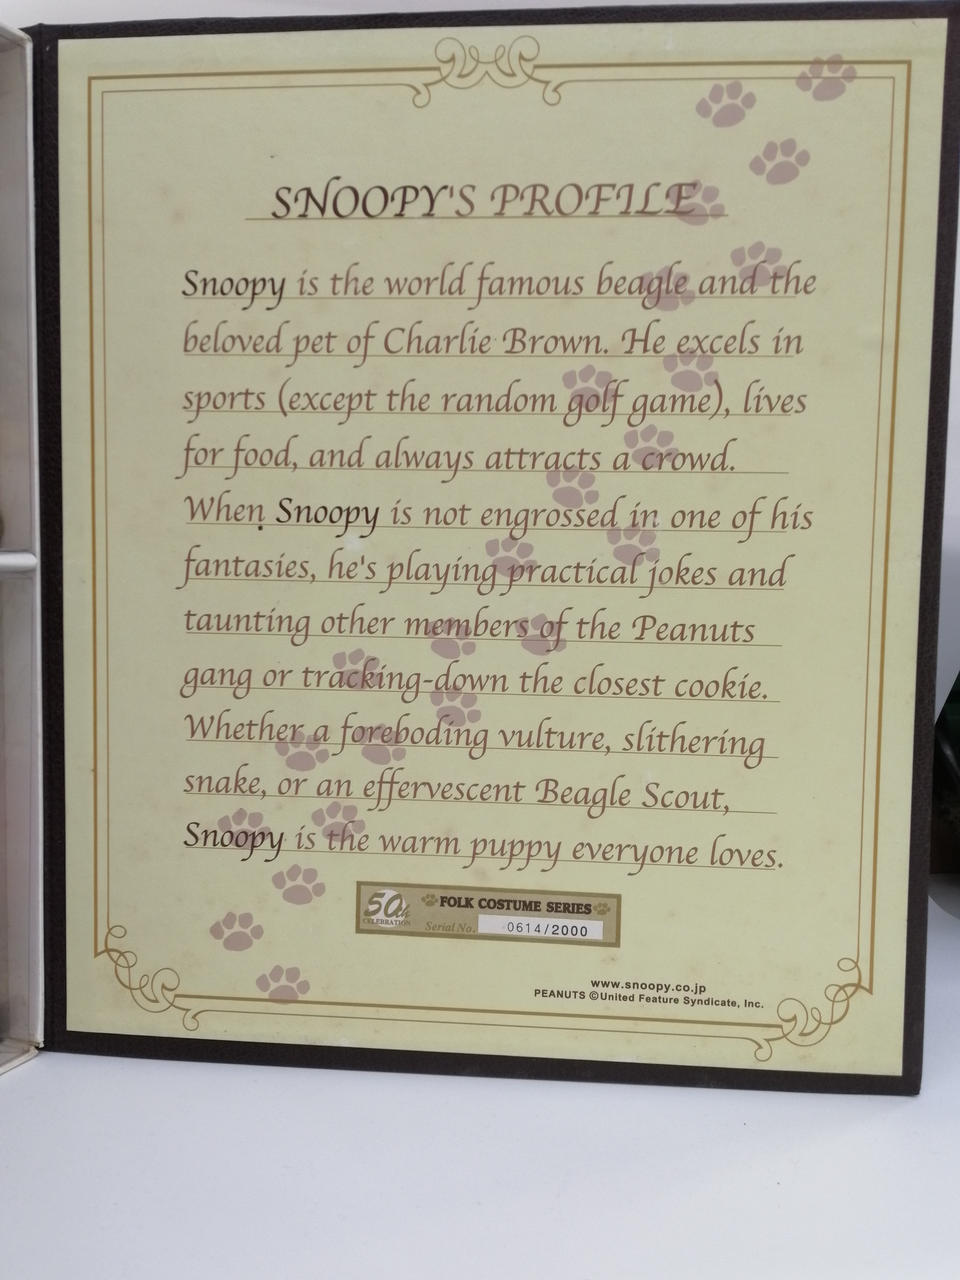 SNOOPY'S PROFILE
Snoopy is the world famous beagle and the
beloved pet of Charlie Brown. He excels in
sports (except the random golf game), lives
for food, and always attracts a crowd.
When Snoopy is not engrossed in one of his
fantasies, he's playing practical jokes and
taunting other members of the Peanuts
gang or tracking-down the closest cookie.
Whether a foreboding vulture, slithering
snake, or an effervescent Beagle Scout,
Snoopy is the warm puppy everyone loves.
50th
CELEBRATION
FOLK COSTUME SERIES
Serial No. 0614/2000
www.snoopy.co.jp
PEANUTS ©United Feature Syndicate, Inc.